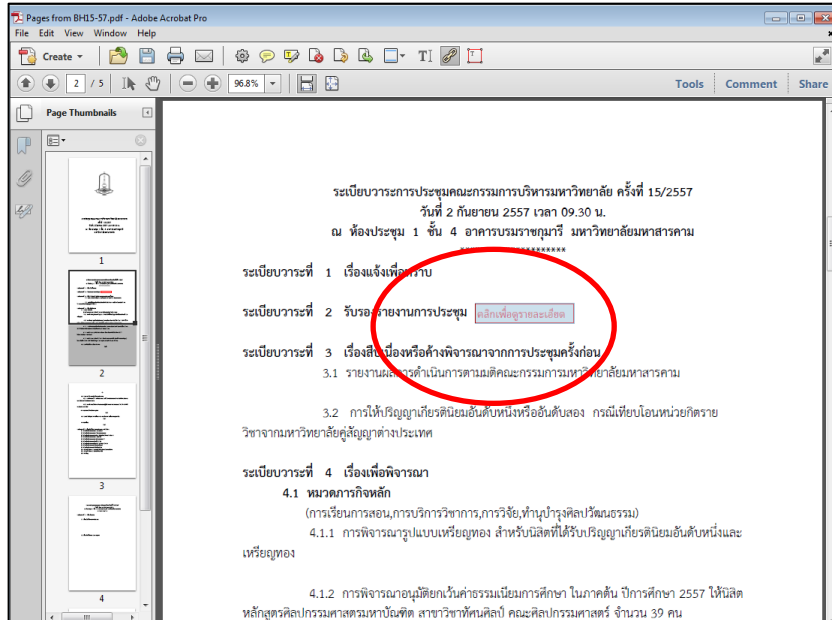 Pages from BH15-57.pdf - Adobe Acrobat Pro
File Edit View Window Help
Create
2 / 5 96.8% Tools Comment Share
Page Thumbnails
1
2
3
4
ระเบียบวาระการประชุมคณะกรรมการบริหารมหาวิทยาลัย ครั้งที่ 15/2557
วันที่ 2 กันยายน 2557 เวลา 09.30 น.
ณ ห้องประชุม 1 ชั้น 4 อาคารบรมราชกุมารี มหาวิทยาลัยมหาสารคาม
ระเบียบวาระที่ 1 เรื่องแจ้งเพื่อทราบ
ระเบียบวาระที่ 2 รับรองรายงานการประชุม คลิกเพื่อดูรายละเอียด
ระเบียบวาระที่ 3 เรื่องสืบเนื่องหรือค้างพิจารณาจากการประชุมครั้งก่อน
3.1 รายงานผลการดำเนินการตามมติคณะกรรมการมหาวิทยาลัยมหาสารคาม
3.2 การให้ปริญญาเกียรตินิยมอันดับหนึ่งหรืออันดับสอง กรณีเทียบโอนหน่วยกิตราย
วิชาจากมหาวิทยาลัยคู่สัญญาต่างประเทศ
ระเบียบวาระที่ 4 เรื่องเพื่อพิจารณา
4.1 หมวดภารกิจหลัก
(การเรียนการสอน,การบริการวิชาการ,การวิจัย,ทำนุบำรุงศิลปวัฒนธรรม)
4.1.1 การพิจารณารูปแบบเหรียญทอง สำหรับนิสิตที่ได้รับปริญญาเกียรตินิยมอันดับหนึ่งและ
เหรียญทอง
4.1.2 การพิจารณาอนุมัติยกเว้นค่าธรรมเนียมการศึกษา ในภาคต้น ปีการศึกษา 2557 ให้นิสิต
หลักสูตรศิลปกรรมศาสตรมหาบัณฑิต สาขาวิชาทัศนศิลป์ คณะศิลปกรรมศาสตร์ จำนวน 39 คน